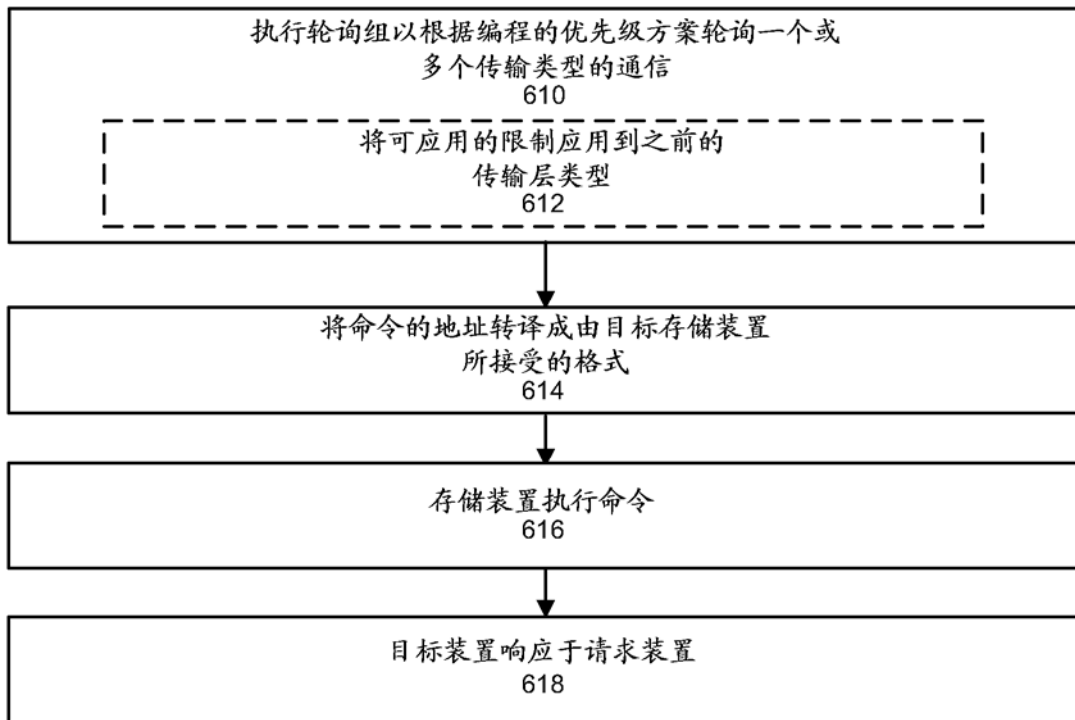 执行轮询组以根据编程的优先级方案轮询一个或
多个传输类型的通信
610
将可应用的限制应用到之前的
传输层类型
612
将命令的地址转译成由目标存储装置
所接受的格式
614
存储装置执行命令
616
目标装置响应于请求装置
618